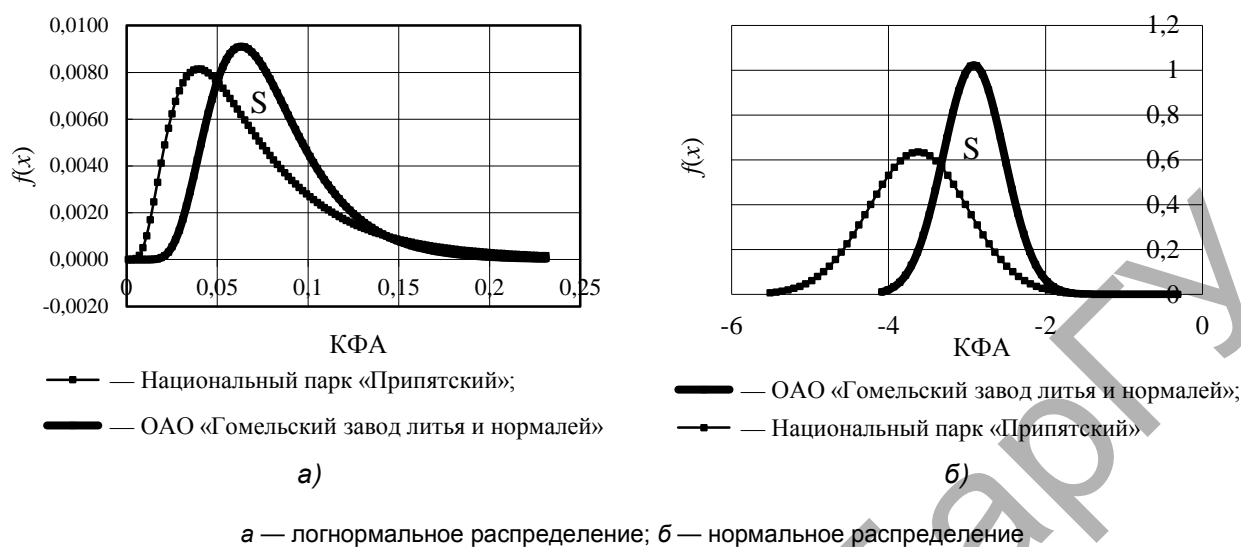 0,0100
0,0080
0,0060
0,0040
0,0020
0,0000
-0,0020
f(x)
S
0 0,05 0,1 0,15 0,2 0,25
КФА
— Национальный парк «Припятский»;
— ОАО «Гомельский завод литья и нормалей»
а)
1,2
1
0,8
0,6
0,4
0,2
0
f(x)
S
-6 -4 -2 0
КФА
— ОАО «Гомельский завод литья и нормалей»;
— Национальный парк «Припятский»
б)
а — логнормальное распределение; б — нормальное распределение